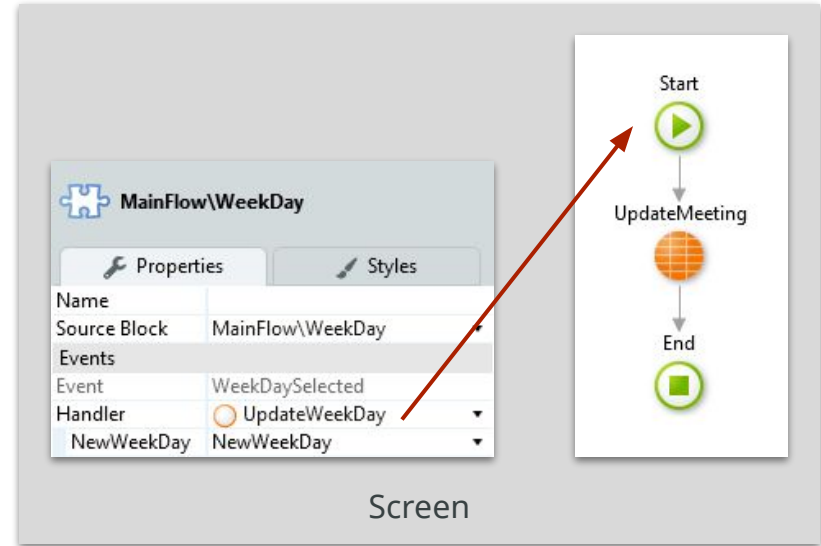 MainFlow\WeekDay
Properties
Styles
Name
Source Block MainFlow\WeekDay
Events
Event WeekDaySelected
Handler UpdateWeekDay
NewWeekDay NewWeekDay
Start
UpdateMeeting
End
Screen